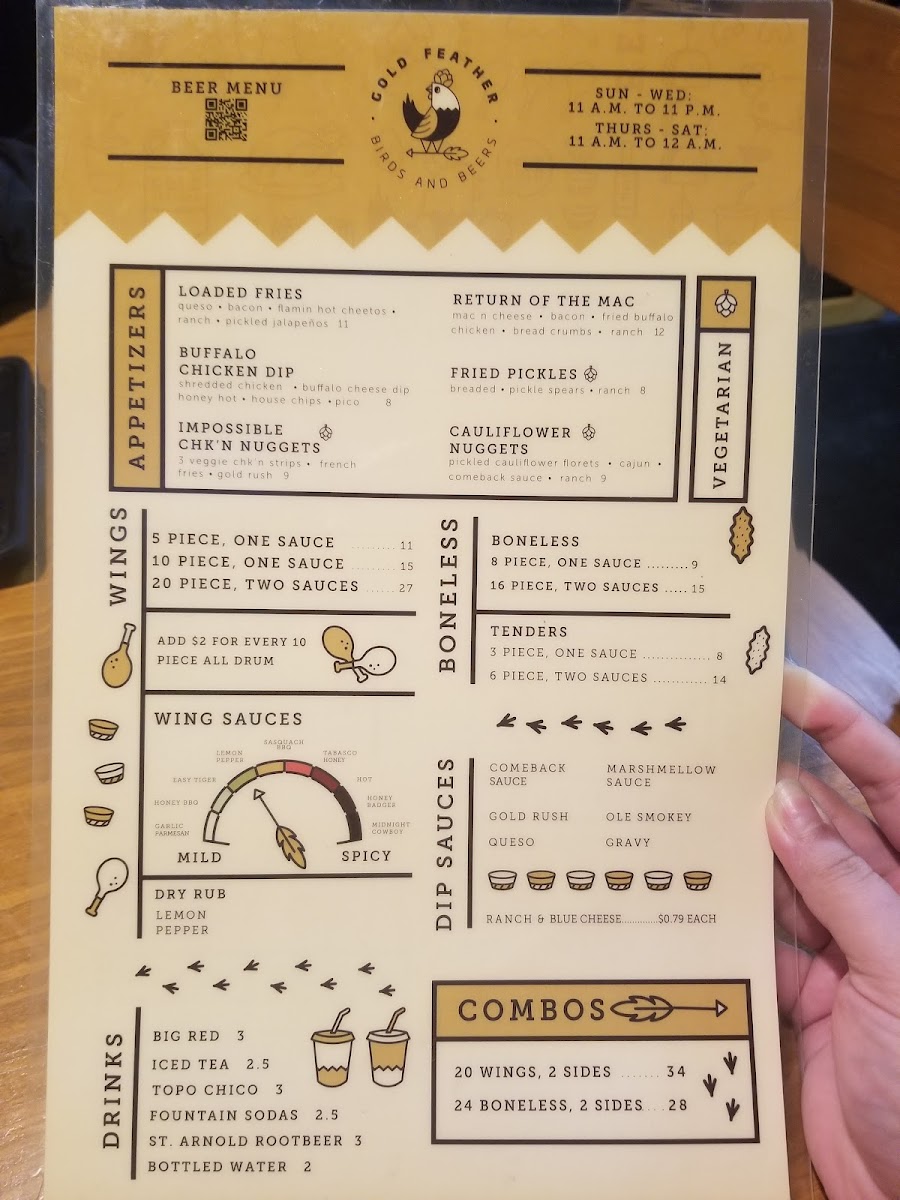 BEER MENU
GOLD FEATHER
BIRDS AND BEERS
SUN - WED:
11 A.M. TO 11 P.M.
THURS - SAT:
11 A.M. TO 12 A.M.
APPETIZERS
LOADED FRIES
queso • bacon • flamin hot cheetos •
ranch • pickled jalapeños 11
BUFFALO
CHICKEN DIP
shredded chicken • buffalo cheese dip
honey hot • house chips • pico 8
IMPOSSIBLE
CHK'N NUGGETS
3 veggie chk'n strips • french
fries • gold rush 9
RETURN OF THE MAC
mac n cheese • bacon • fried buffalo
chicken • bread crumbs • ranch 12
FRIED PICKLES
breaded • pickle spears • ranch 8
CAULIFLOWER
NUGGETS
pickled cauliflower florets • cajun •
comeback sauce • ranch 9
VEGETARIAN
WINGS
5 PIECE, ONE SAUCE ......... 11
10 PIECE, ONE SAUCE ........ 15
20 PIECE, TWO SAUCES ...... 27
ADD $2 FOR EVERY 10
PIECE ALL DRUM
WING SAUCES
GARLIC
PARMESAN
HONEY BBQ
EASY TIGER
LEMON
PEPPER
SASQUACH
BBQ
TABASCO
HONEY
HOT
HONEY
BADGER
MIDNIGHT
COWBOY
MILD
SPICY
DRY RUB
LEMON
PEPPER
BONELESS
BONELESS
8 PIECE, ONE SAUCE .........9
16 PIECE, TWO SAUCES ..... 15
TENDERS
3 PIECE, ONE SAUCE ............... 8
6 PIECE, TWO SAUCES ............ 14
DIP SAUCES
COMEBACK
SAUCE
MARSHMELLOW
SAUCE
GOLD RUSH
OLE SMOKEY
QUESO
GRAVY
RANCH & BLUE CHEESE.............$0.79 EACH
DRINKS
BIG RED 3
ICED TEA 2.5
TOPO CHICO 3
FOUNTAIN SODAS 2.5
ST. ARNOLD ROOTBEER 3
BOTTLED WATER 2
COMBOS
20 WINGS, 2 SIDES ....... 34
24 BONELESS, 2 SIDES... 28